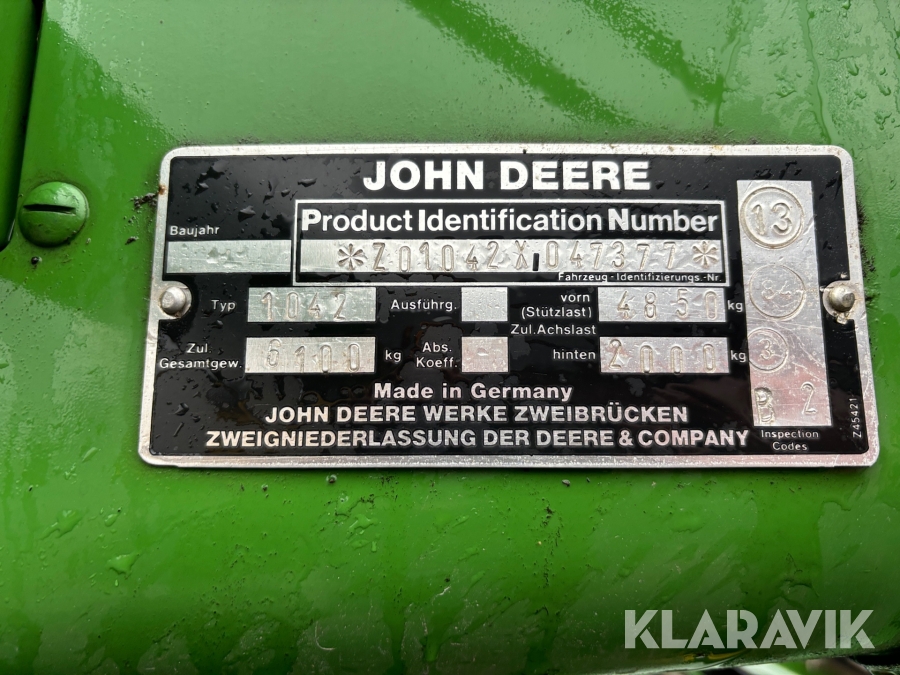 JOHN DEERE
Product Identification Number
Baujahr
*Z01042X047377*
Fahrzeug-Identifizierungs-Nr
Typ 1042 Ausführg. - vorn (Stützlast) 4850 kg
Zul.Achslast
Zul Gesamtgew. 6100 kg Abs. Koeff. - hinten 2000 kg
Made in Germany
JOHN DEERE WERKE ZWEIBRÜCKEN
ZWEIGNIEDERLASSUNG DER DEERE & COMPANY
13
3
B 2
Inspection
Codes
Z45421
KLARAVIK